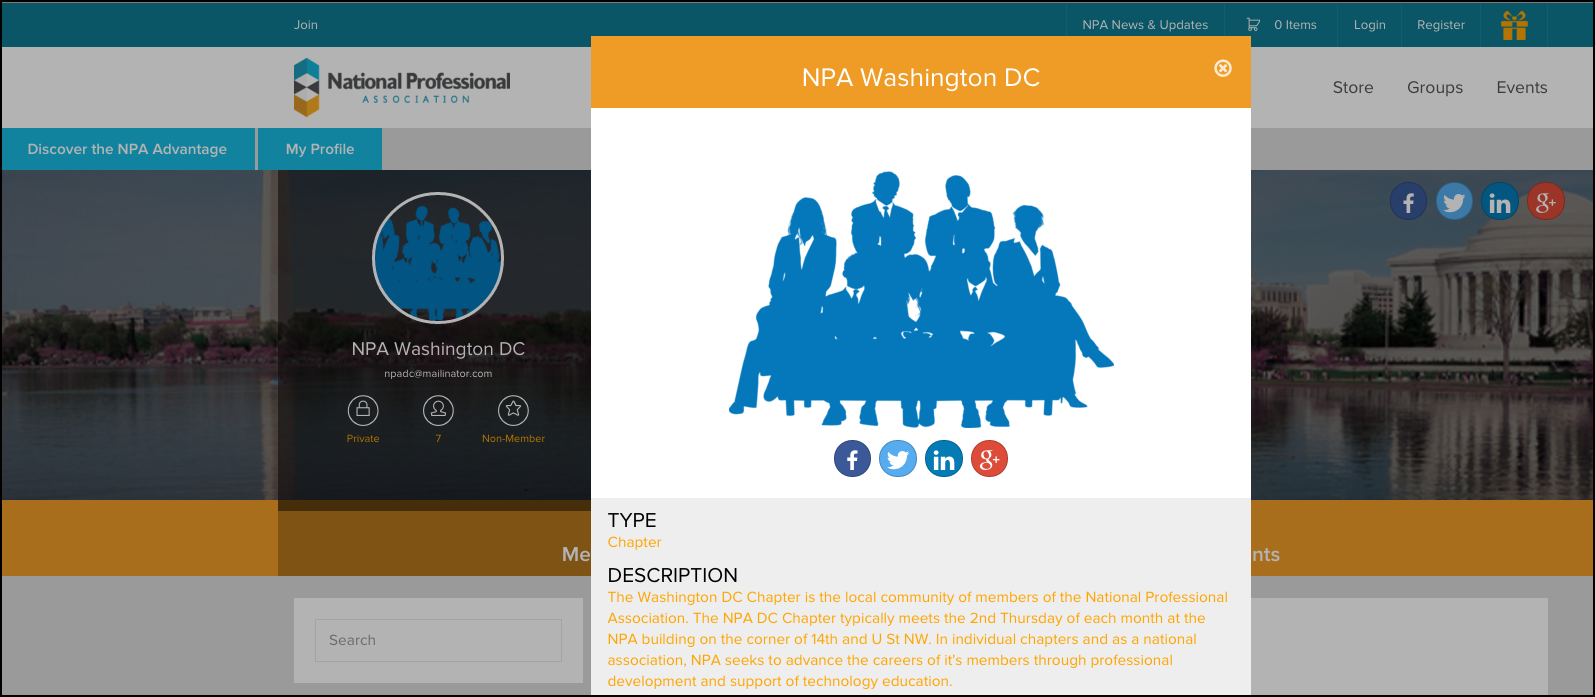 Join
NPA News & Updates
0 Items
Login
Register
National Professional
ASSOCIATION
Store
Groups
Events
Discover the NPA Advantage
My Profile
NPA Washington DC
npadc@mailinator.com
Private
7
Non-Member
Search
NPA Washington DC
f
in
g+
TYPE
Chapter
DESCRIPTION
The Washington DC Chapter is the local community of members of the National Professional
Association. The NPA DC Chapter typically meets the 2nd Thursday of each month at the
NPA building on the corner of 14th and U St NW. In individual chapters and as a national
association, NPA seeks to advance the careers of it's members through professional
development and support of technology education.
f
in
g+
Me
nts